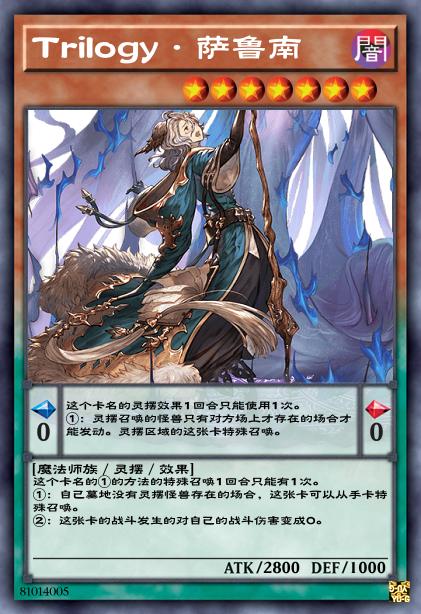 Trilogy·萨鲁南
闇
这个卡名的灵摆效果1回合只能使用1次。
①：灵摆召唤的怪兽只有对方场上才存在的场合才
能发动。灵摆区域的这张卡特殊召唤。
0
0
[魔法师族/灵摆/效果]
这个卡名的①的方法的特殊召唤1回合只能有1次。
①：自己墓地没有灵摆怪兽存在的场合，这张卡可以从手卡特
殊召唤。
②：这张卡的战斗发生的对自己的战斗伤害变成0。
ATK/2800 DEF/1000
81014005